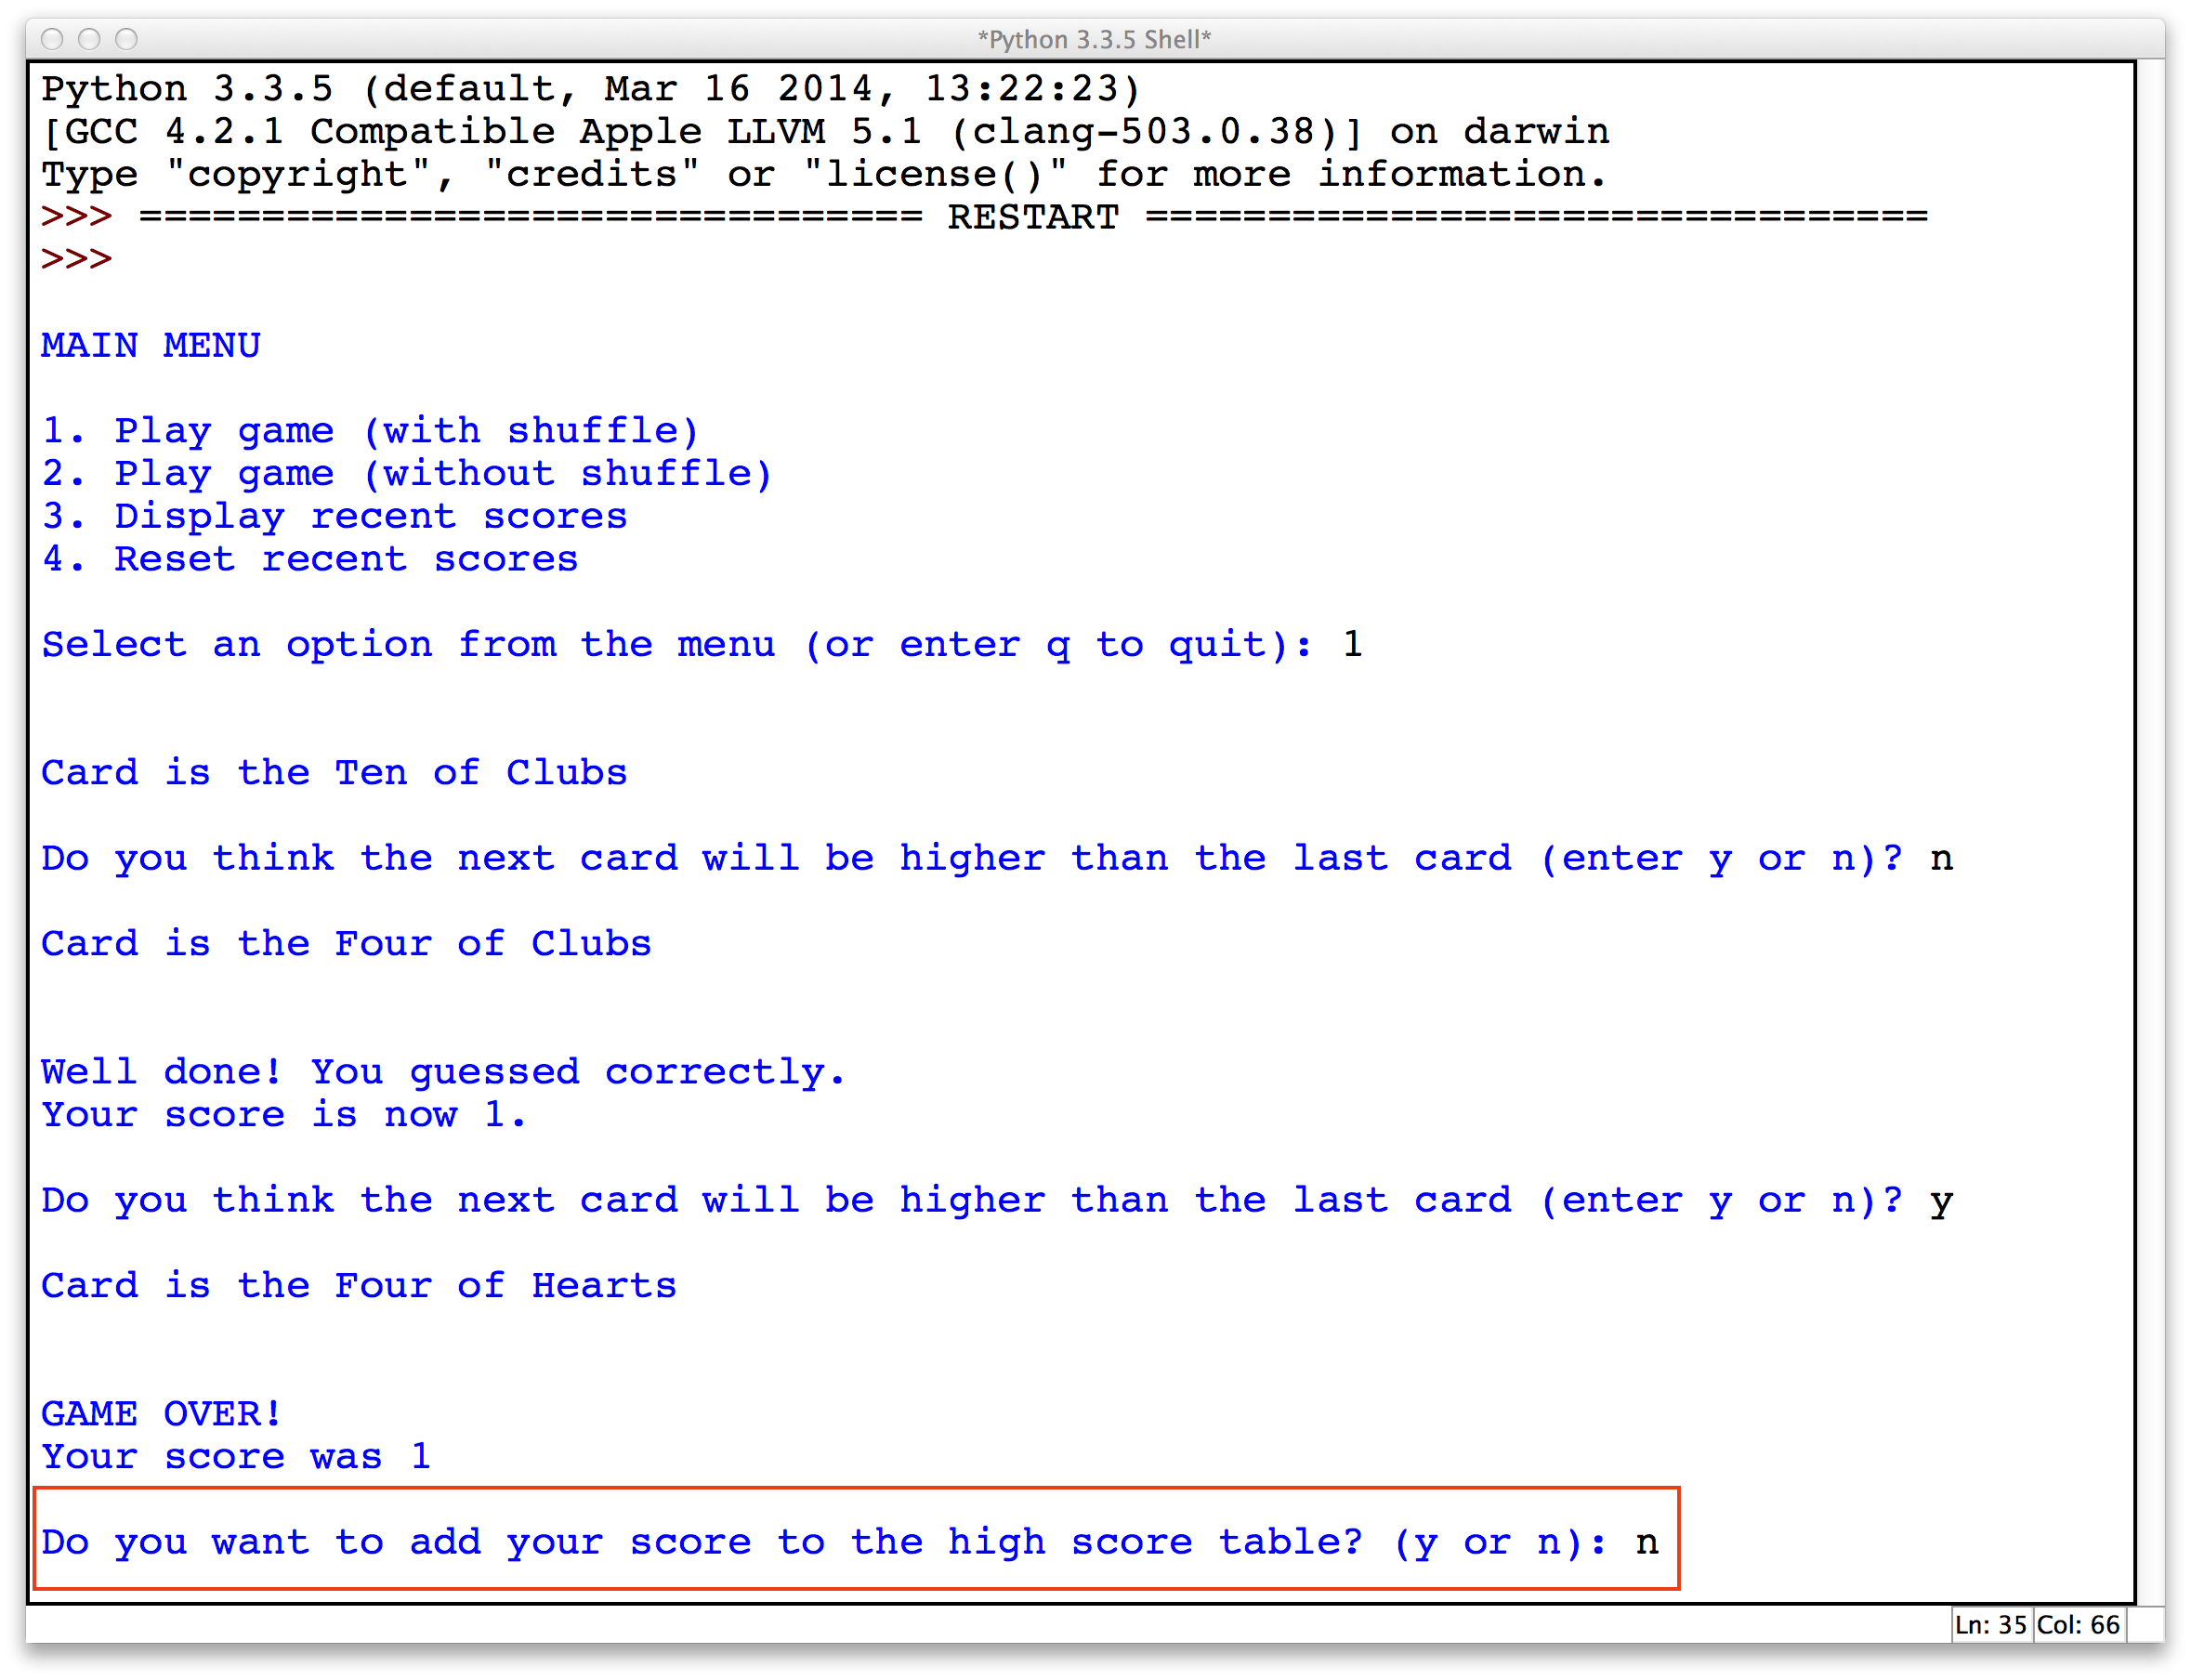 *Python 3.3.5 Shell*
Python 3.3.5 (default, Mar 16 2014, 13:22:23)
[GCC 4.2.1 Compatible Apple LLVM 5.1 (clang-503.0.38)] on darwin
Type "copyright", "credits" or "license()" for more information.
>>> ================================ RESTART ================================
>>>
MAIN MENU
1. Play game (with shuffle)
2. Play game (without shuffle)
3. Display recent scores
4. Reset recent scores
Select an option from the menu (or enter q to quit): 1
Card is the Ten of Clubs
Do you think the next card will be higher than the last card (enter y or n)? n
Card is the Four of Clubs
Well done! You guessed correctly.
Your score is now 1.
Do you think the next card will be higher than the last card (enter y or n)? y
Card is the Four of Hearts
GAME OVER!
Your score was 1
Do you want to add your score to the high score table? (y or n): n
Ln: 35 Col: 66